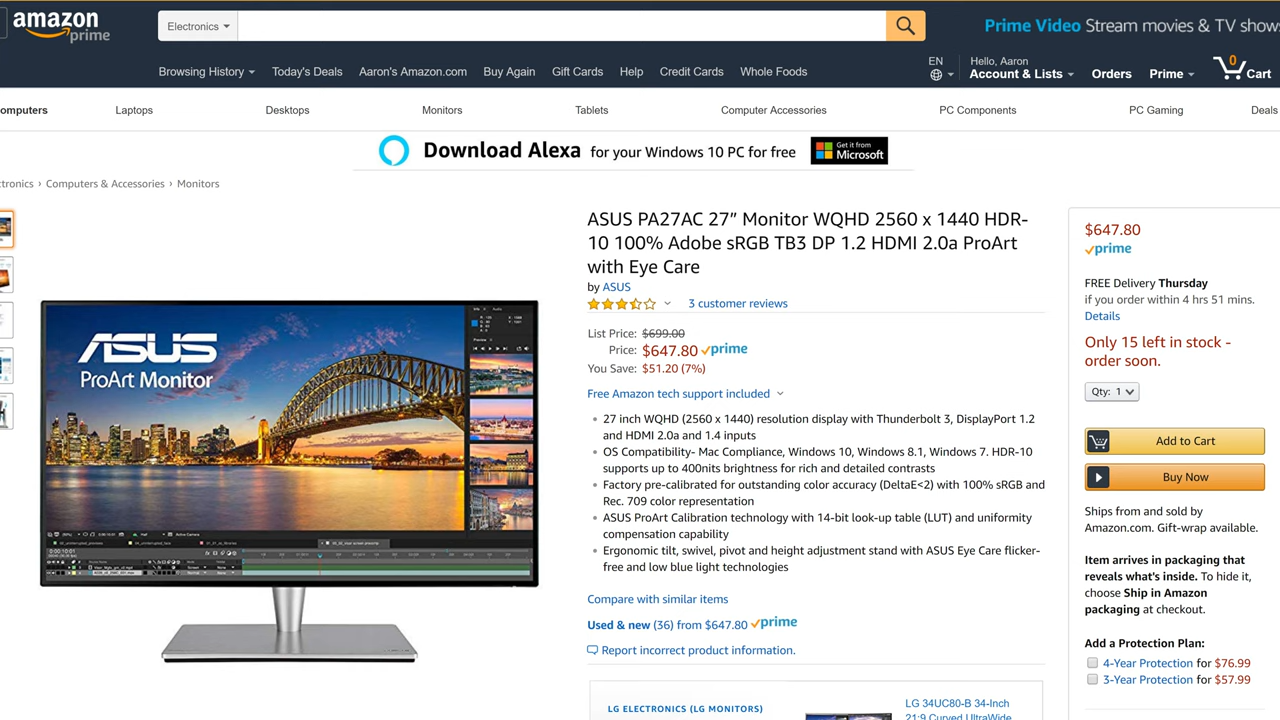 amazon
prime
Electronics
Prime Video Stream movies & TV shows
Browsing History
Today's Deals
Aaron's Amazon.com
Buy Again
Gift Cards
Help
Credit Cards
Whole Foods
EN
Hello, Aaron
Account & Lists
Orders
Prime
0
Cart
omputers
Laptops
Desktops
Monitors
Tablets
Computer Accessories
PC Components
PC Gaming
Deals
Download Alexa for your Windows 10 PC for free
Get it from
Microsoft
ctronics › Computers & Accessories › Monitors
ASUS
ProArt Monitor
ASUS PA27AC 27” Monitor WQHD 2560 x 1440 HDR-
10 100% Adobe sRGB TB3 DP 1.2 HDMI 2.0a ProArt
with Eye Care
by ASUS
3 customer reviews
List Price: $699.00
Price: $647.80 prime
You Save: $51.20 (7%)
Free Amazon tech support included
• 27 inch WQHD (2560 x 1440) resolution display with Thunderbolt 3, DisplayPort 1.2
and HDMI 2.0a and 1.4 inputs
• OS Compatibility- Mac Compliance, Windows 10, Windows 8.1, Windows 7. HDR-10
supports up to 400nits brightness for rich and detailed contrasts
• Factory pre-calibrated for outstanding color accuracy (DeltaE<2) with 100% sRGB and
Rec. 709 color representation
• ASUS ProArt Calibration technology with 14-bit look-up table (LUT) and uniformity
compensation capability
• Ergonomic tilt, swivel, pivot and height adjustment stand with ASUS Eye Care flicker-
free and low blue light technologies
Compare with similar items
Used & new (36) from $647.80 prime
Report incorrect product information.
LG ELECTRONICS (LG MONITORS)
LG 34UC80-B 34-Inch
21:9 Curved UltraWide
$647.80
prime
FREE Delivery Thursday
if you order within 4 hrs 51 mins.
Details
Only 15 left in stock -
order soon.
Qty: 1
Add to Cart
Buy Now
Ships from and sold by
Amazon.com. Gift-wrap available.
Item arrives in packaging that
reveals what's inside. To hide it,
choose Ship in Amazon
packaging at checkout.
Add a Protection Plan:
4-Year Protection for $76.99
3-Year Protection for $57.99